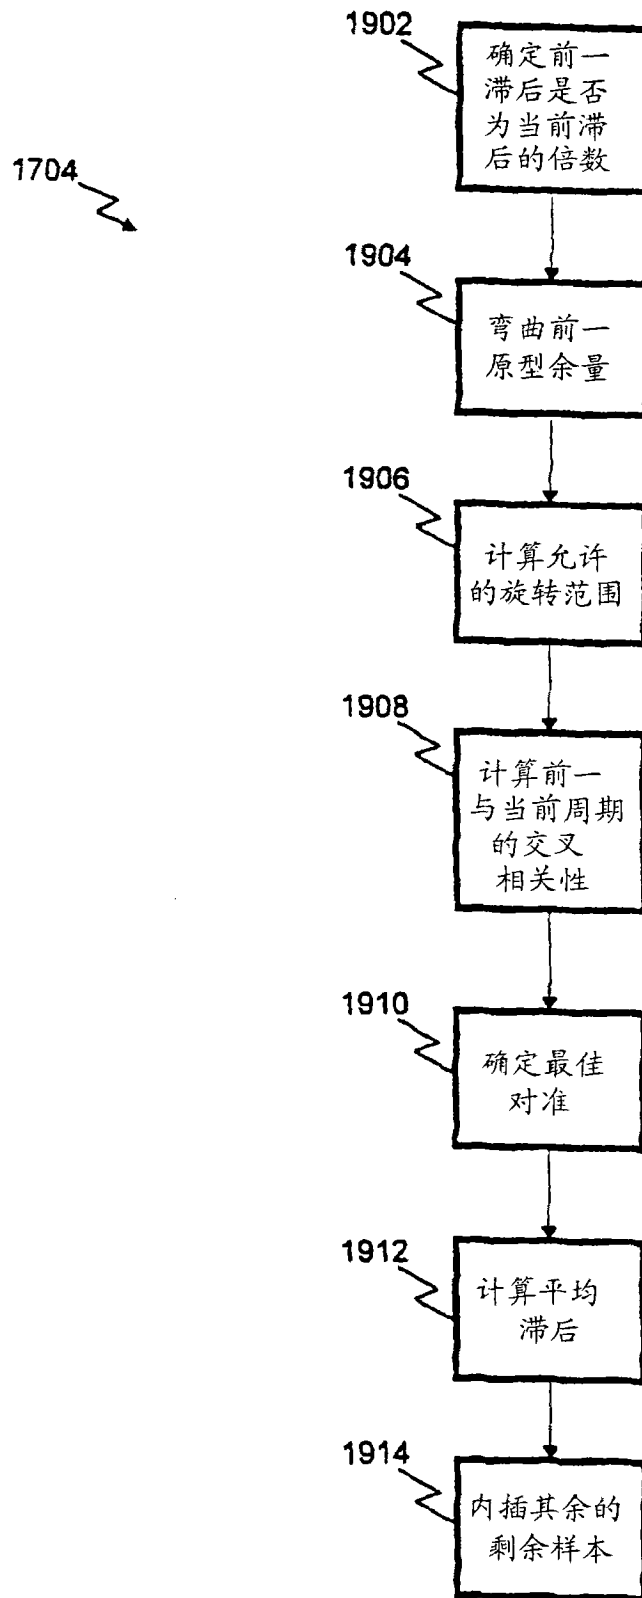 1704
1902
确定前一
滞后是否
为当前滞
后的倍数
1904
弯曲前一
原型余量
1906
计算允许
的旋转范围
1908
计算前一
与当前周期
的交叉
相关性
1910
确定最佳
对准
1912
计算平均
滞后
1914
内插其余的
剩余样本